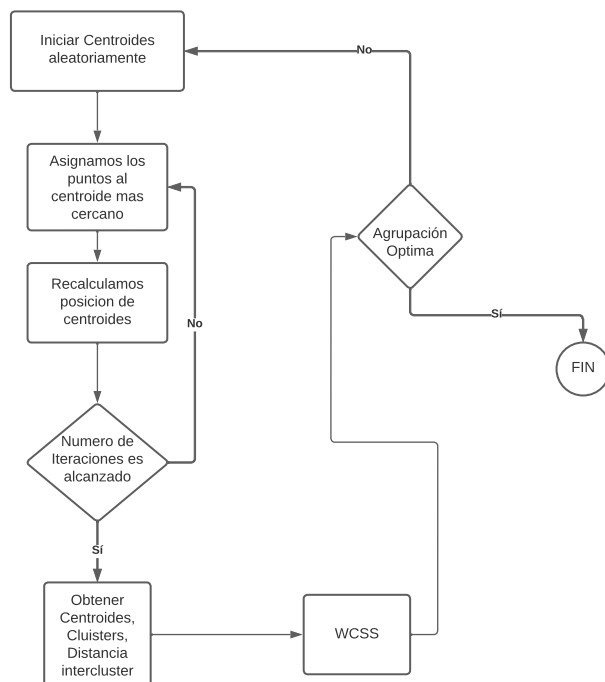 Iniciar Centroides
aleatoriamente
No
Asignamos los
puntos al
centroide mas
cercano
Agrupación
Optima
Recalculamos
posicion de
centroides
No
Sí
FIN
Numero de
Iteraciones es
alcanzado
Sí
Obtener
Centroides,
Cluisters,
Distancia
intercluster
WCSS